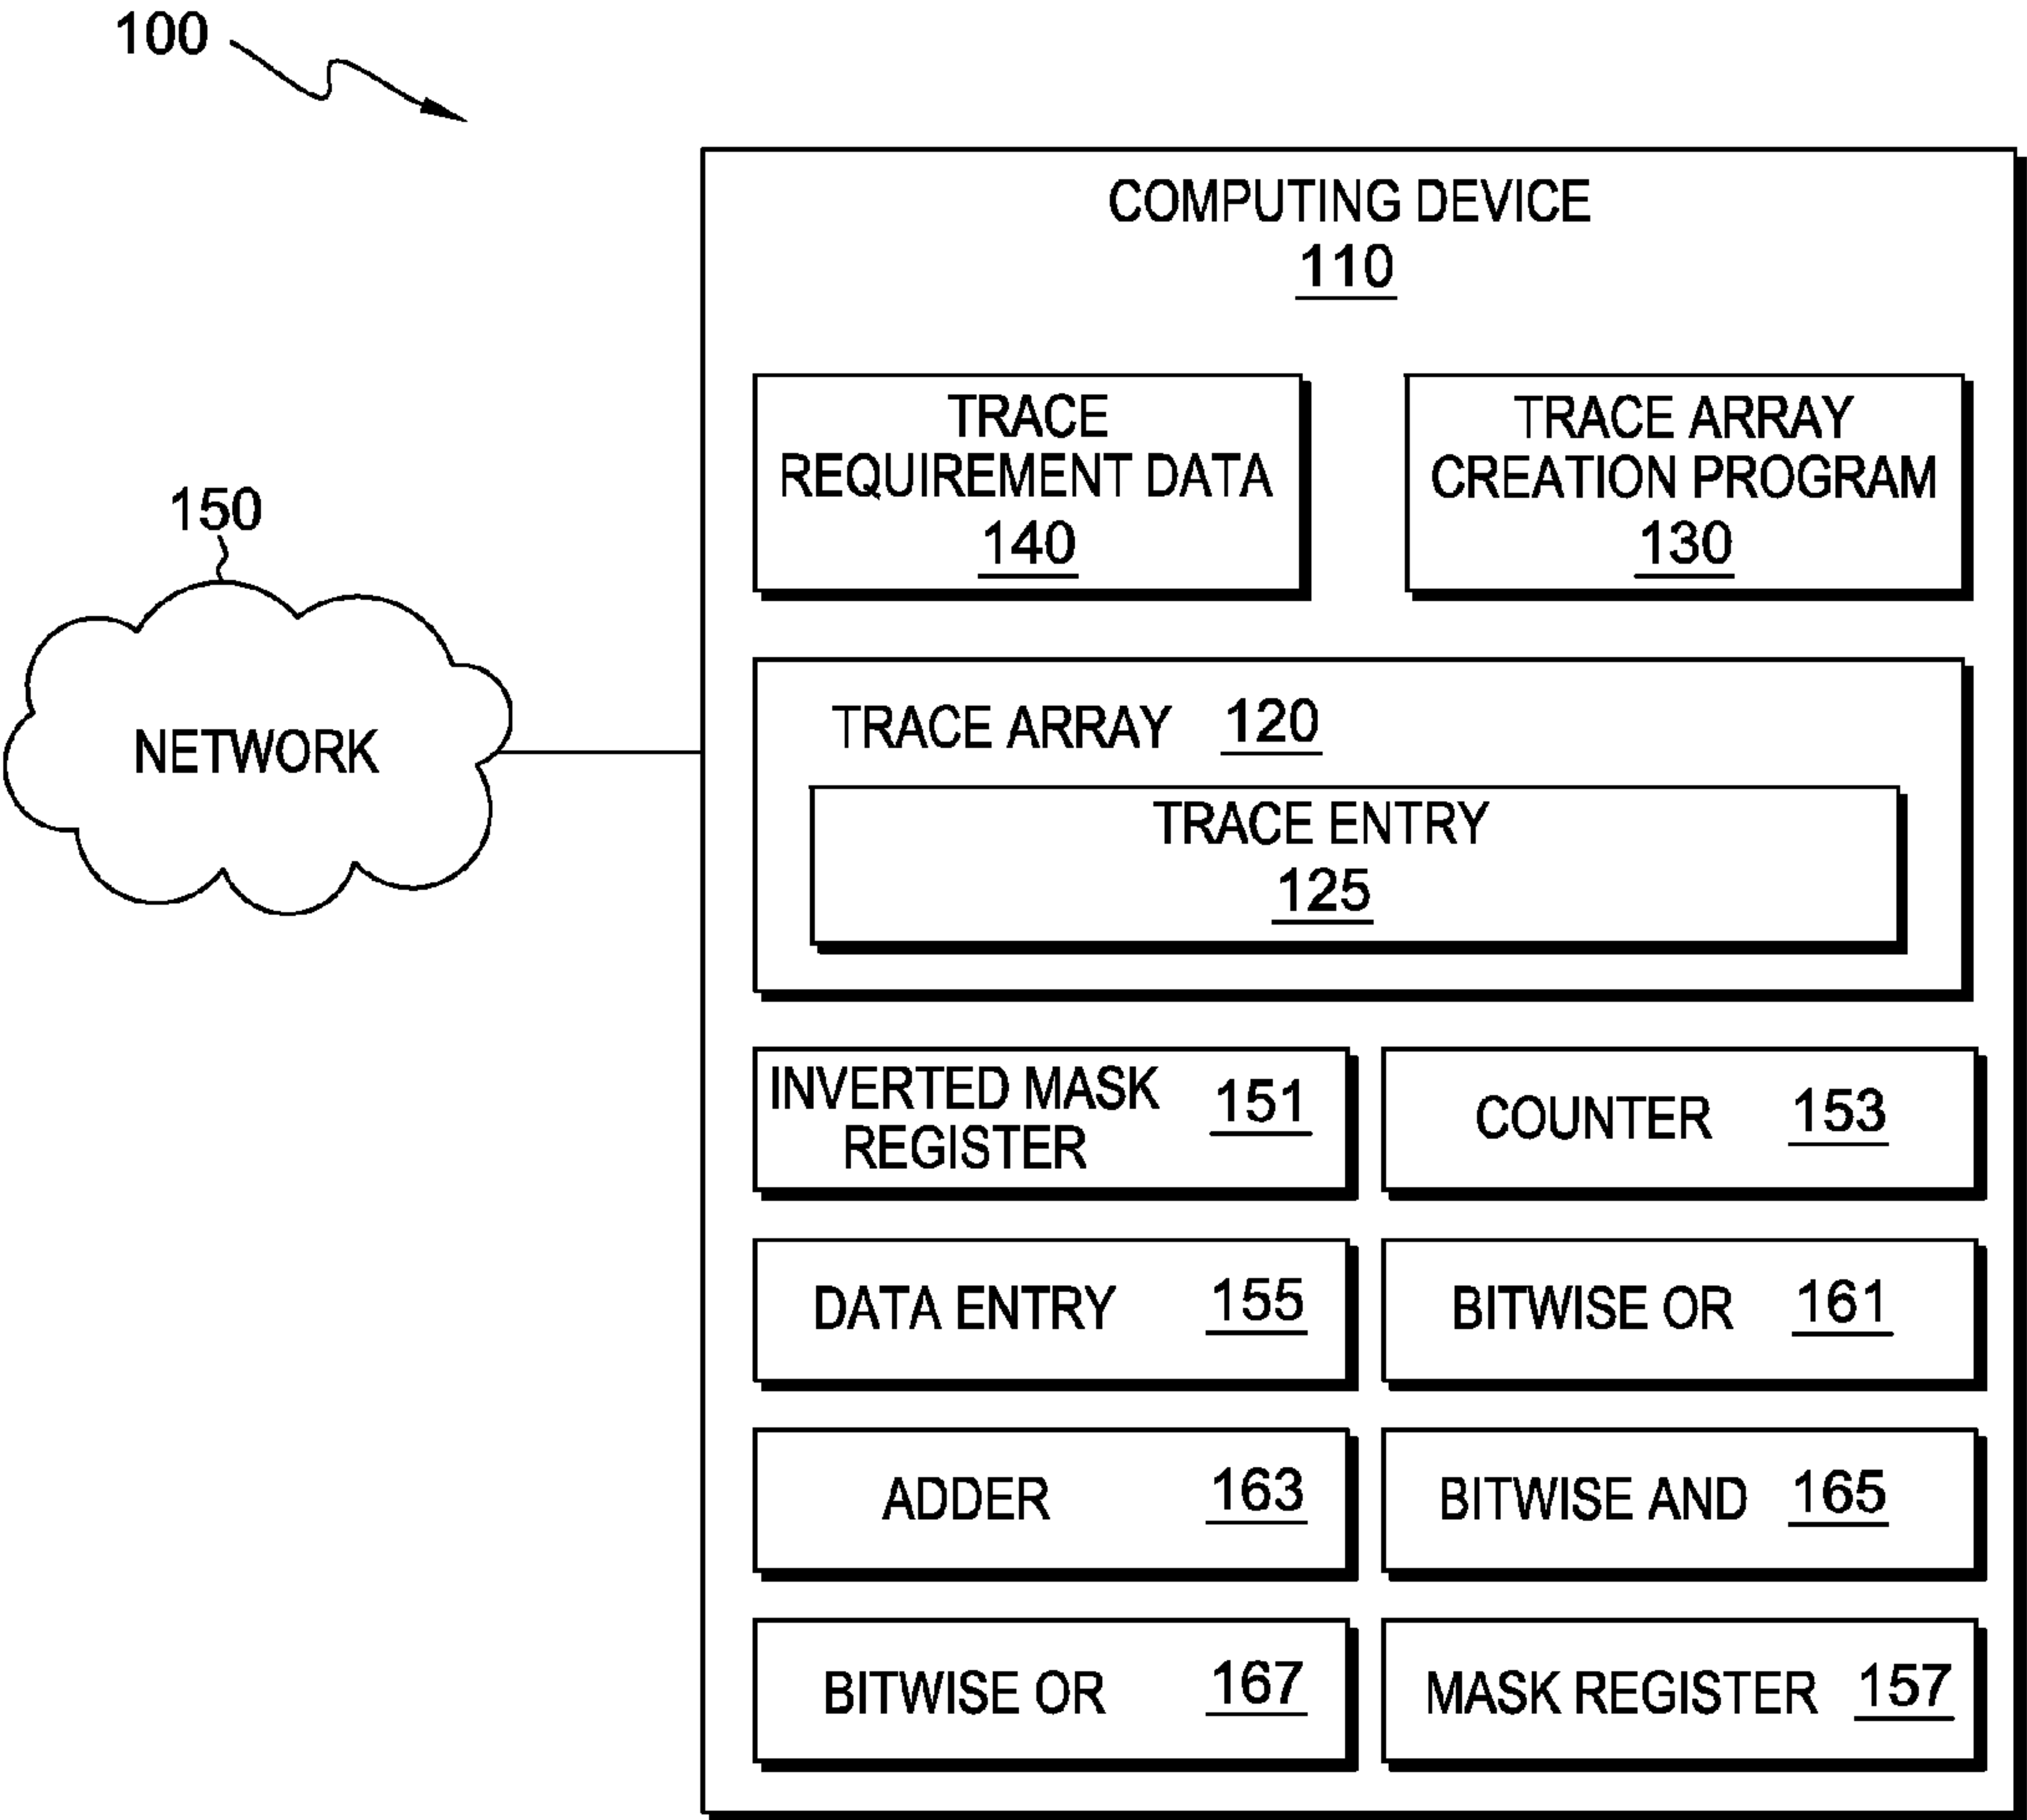 100
COMPUTING DEVICE
110
TRACE
REQUIREMENT DATA
140
TRACE ARRAY
CREATION PROGRAM
130
150
NETWORK
TRACE ARRAY 120
TRACE ENTRY
125
INVERTED MASK 151
REGISTER
COUNTER 153
DATA ENTRY 155
BITWISE OR 161
ADDER 163
BITWISE AND 165
BITWISE OR 167
MASK REGISTER 157